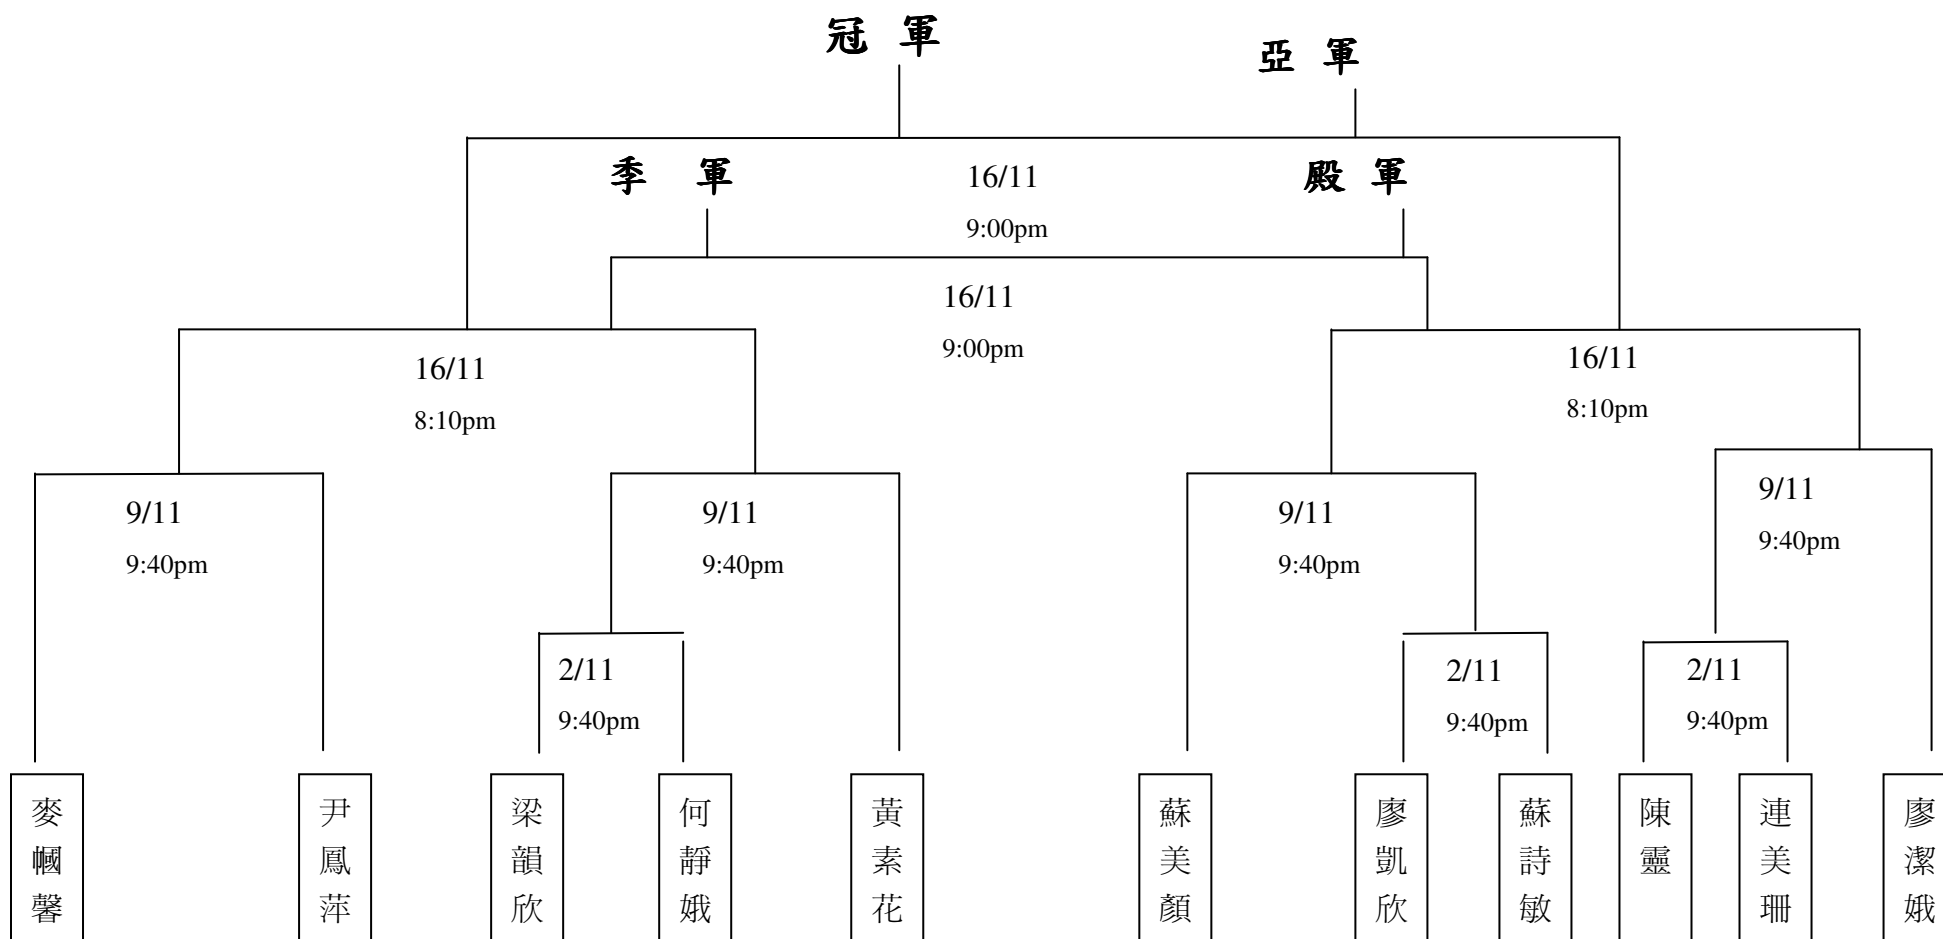 冠 軍
亞 軍
季 軍
16/11
9:00pm
殿 軍
16/11
9:00pm
16/11
8:10pm
16/11
8:10pm
9/11
9:40pm
9/11
9:40pm
9/11
9:40pm
9/11
9:40pm
2/11
9:40pm
2/11
9:40pm
2/11
9:40pm
麥幗馨
尹鳳萍
梁韻欣
何靜娥
黃素花
蘇美顏
廖凱欣
蘇詩敏
陳靈
連美珊
廖潔娥